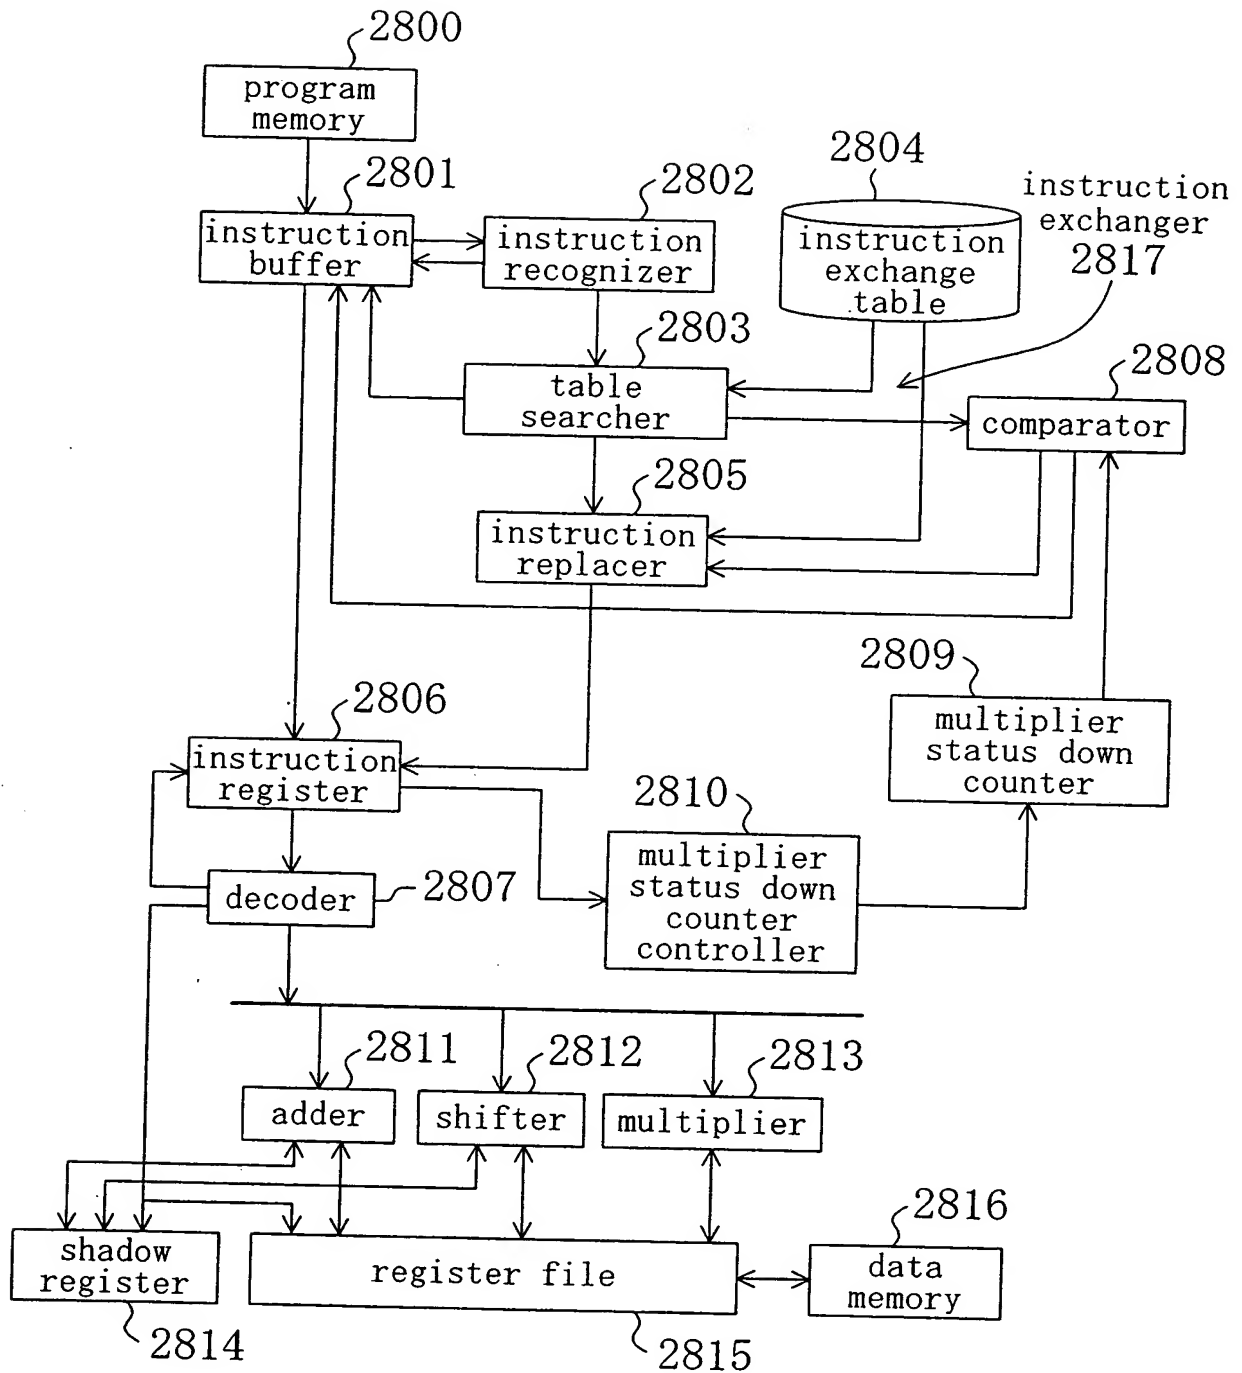 2800
program
memory
2801
instruction
buffer
2802
instruction
recognizer
2804
instruction
exchange
table
instruction
exchanger
2817
2803
table
searcher
2808
comparator
2805
instruction
replacer
2809
multiplier
status down
counter
2806
instruction
register
2810
multiplier
status down
counter
controller
decoder
2807
2811
adder
2812
shifter
2813
multiplier
shadow
register
2814
register file
2815
2816
data
memory